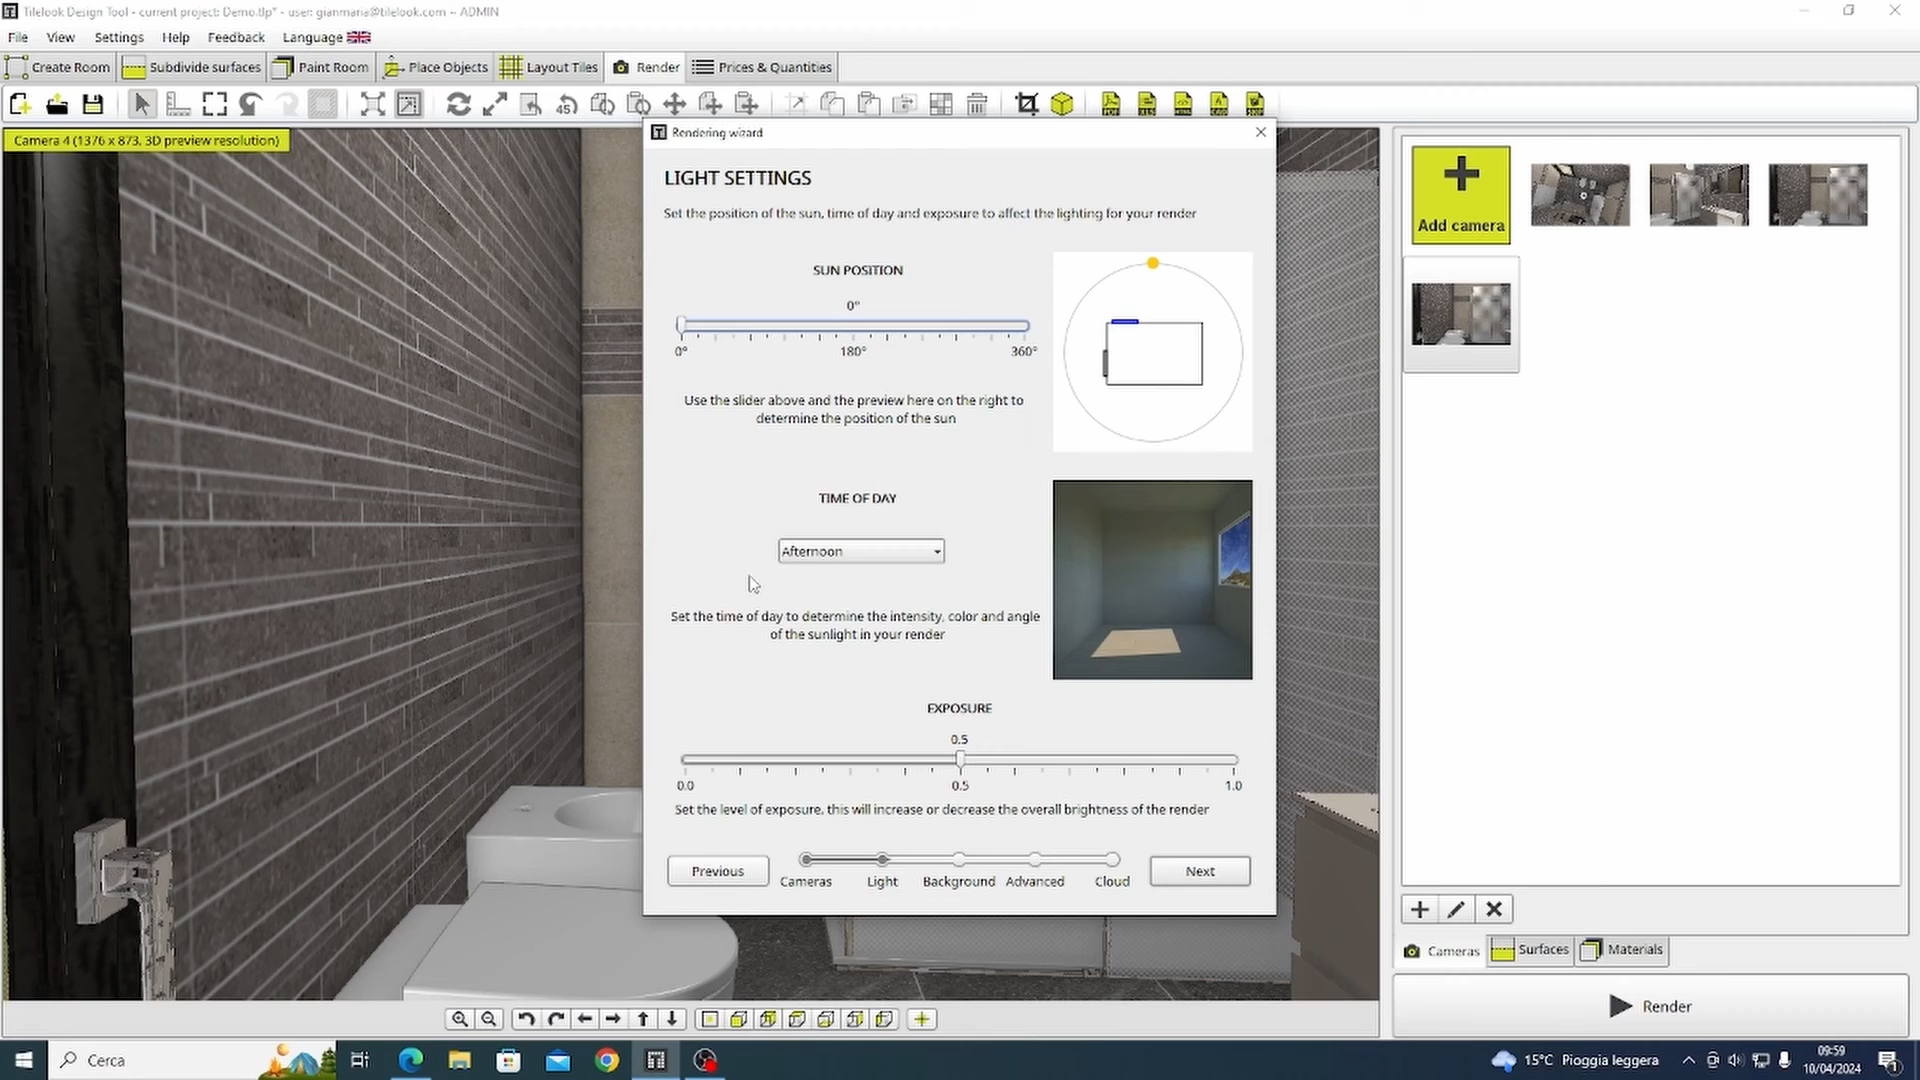 Tilelook Design Tool - current project: Demo.tlp* - user: gianmaria@tilelook.com -- ADMIN
File View Settings Help Feedback Language
Create Room Subdivide surfaces Paint Room Place Objects Layout Tiles Render Prices & Quantities
45
Camera 4 (1376 x 873, 3D preview resolution)
Rendering wizard
LIGHT SETTINGS
Set the position of the sun, time of day and exposure to affect the lighting for your render
SUN POSITION
0°
0° 180° 360°
Use the slider above and the preview here on the right to
determine the position of the sun
TIME OF DAY
Afternoon
Set the time of day to determine the intensity, color and angle
of the sunlight in your render
EXPOSURE
0.5
0.0 0.5 1.0
Set the level of exposure, this will increase or decrease the overall brightness of the render
Previous Cameras Light Background Advanced Cloud Next
Add camera
Cameras Surfaces Materials
Render
Cerca
15°C Pioggia leggera
09:59
10/04/2024
1